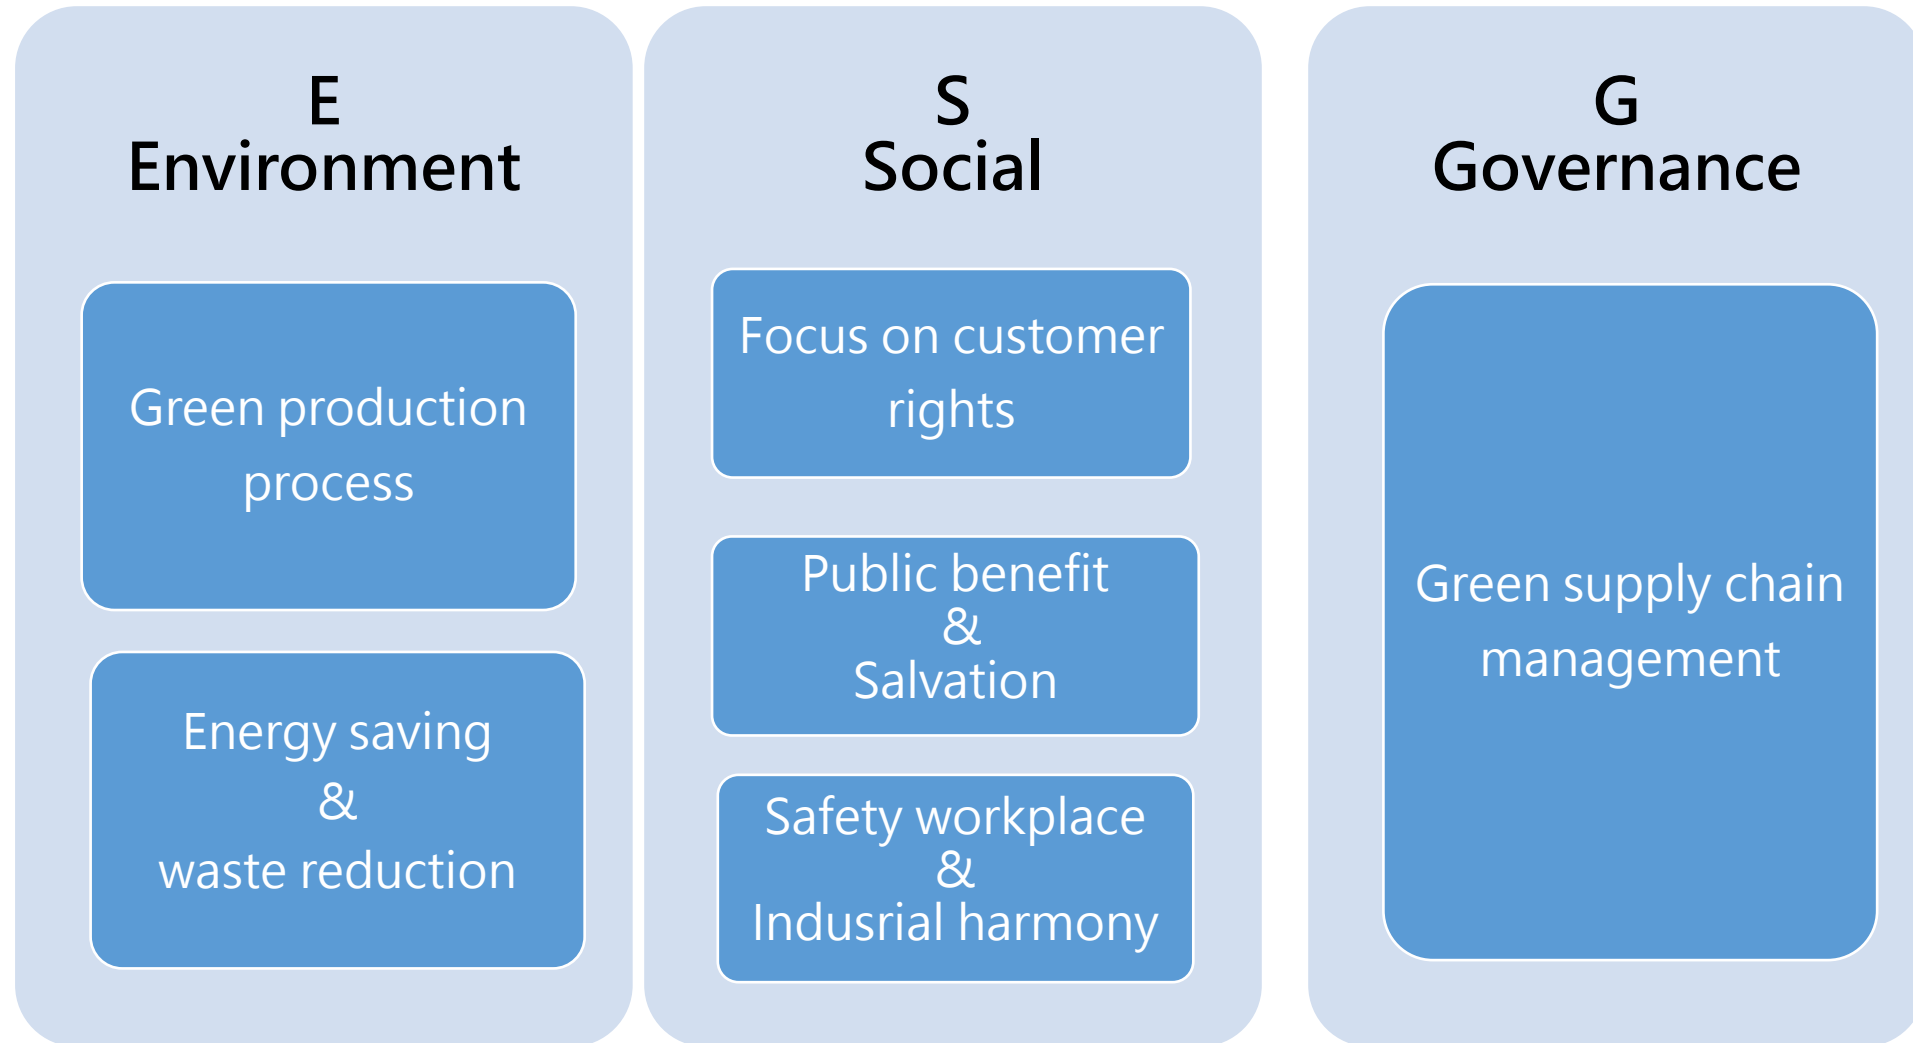 E
Environment
Green production
process
Energy saving
&
waste reduction
S
Social
Focus on customer
rights
Public benefit
&
Salvation
Safety workplace
&
Indusrial harmony
G
Governance
Green supply chain
management